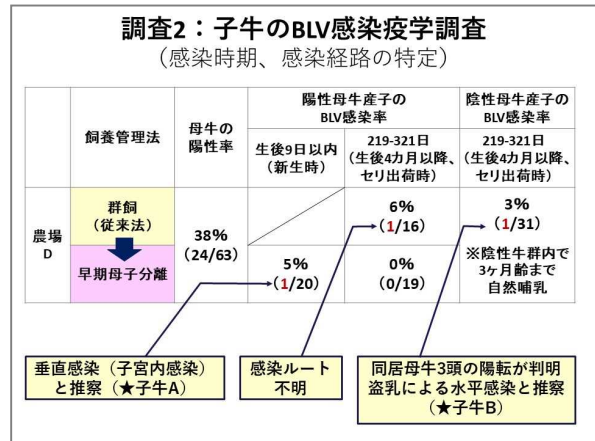 調査2：子牛のBLV感染疫学調査
（感染時期、感染経路の特定）
飼養管理法
母牛の
陽性率
陽性母牛産子の
BLV感染率
陰性母牛産子の
BLV感染率
生後9日以内
（新生時）
219-321日
（生後4カ月以降、
セリ出荷時）
219-321日
（生後4カ月以降、
セリ出荷時）
農場
D
群飼
（従来法）
早期母子分離
38%
(24/63)
6%
(1/16)
3%
(1/31)
5%
(1/20)
0%
(0/19)
※陰性牛群内で
3ヶ月齢まで
自然哺乳
垂直感染（子宮内感染）
と推察（★子牛A）
感染ルート
不明
同居母牛3頭の陽転が判明
盗乳による水平感染と推察
（★子牛B）